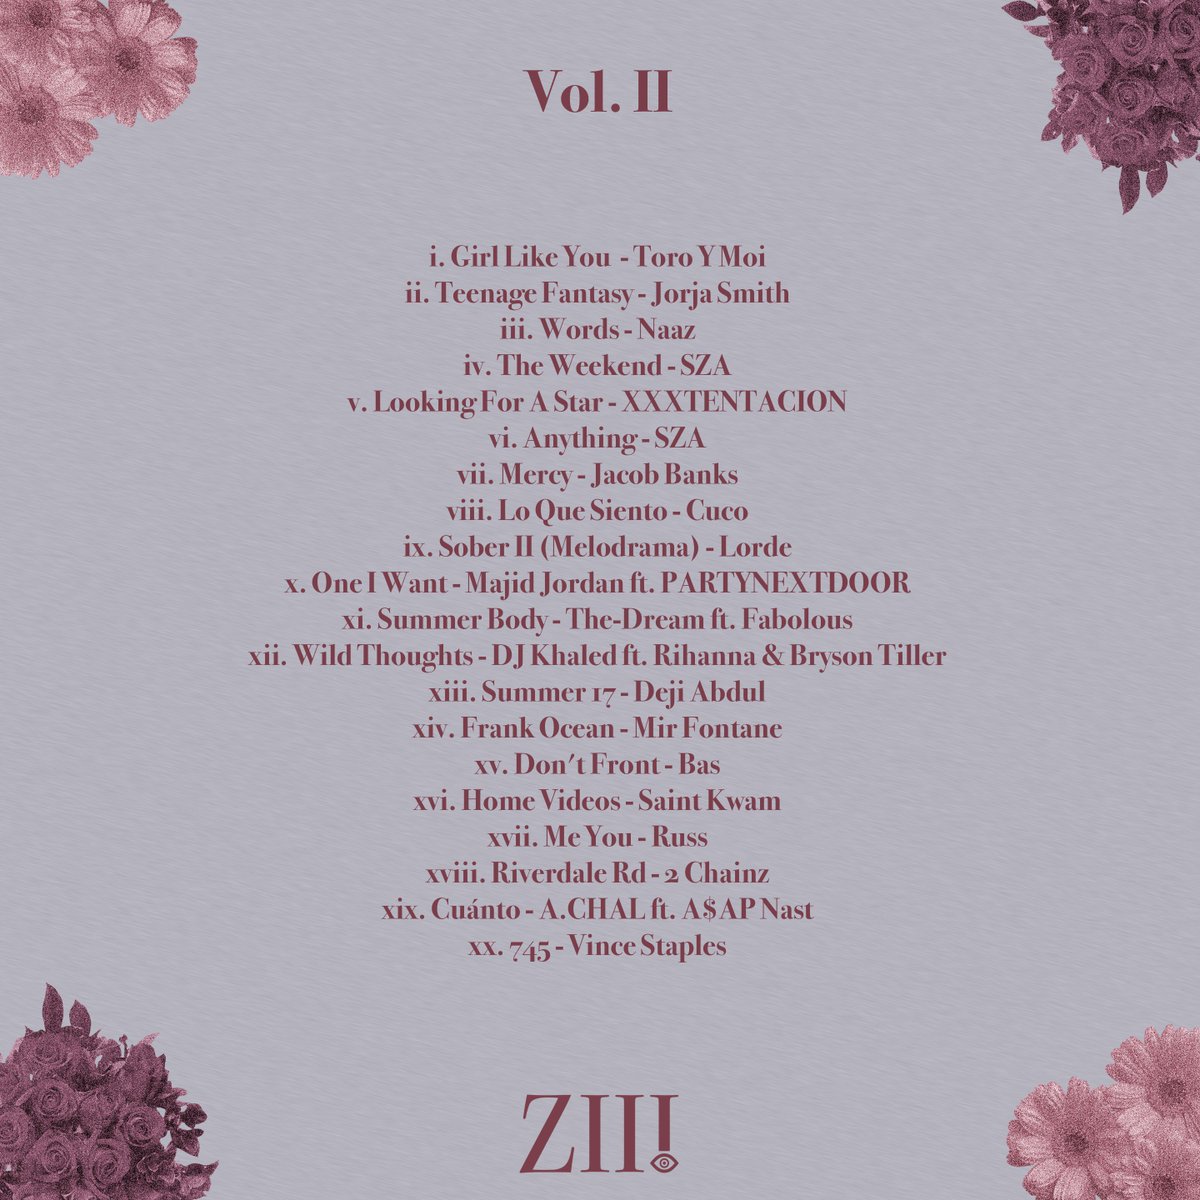 Vol. II
i. Girl Like You - Toro Y Moi
ii. Teenage Fantasy - Jorja Smith
iii. Words - Naaz
iv. The Weekend - SZA
v. Looking For A Star - XXXTENTACION
vi. Anything - SZA
vii. Mercy - Jacob Banks
viii. Lo Que Siento - Cuco
ix. Sober II (Melodrama) - Lorde
x. One I Want - Majid Jordan ft. PARTYNEXTDOOR
xi. Summer Body - The-Dream ft. Fabolous
xii. Wild Thoughts - DJ Khaled ft. Rihanna & Bryson Tiller
xiii. Summer 17 - Deji Abdul
xiv. Frank Ocean - Mir Fontane
xv. Don't Front - Bas
xvi. Home Videos - Saint Kwam
xvii. Me You - Russ
xviii. Riverdale Rd - 2 Chainz
xix. Cuánto - A.CHAL ft. A$AP Nast
xx. 745 - Vince Staples
ZII!